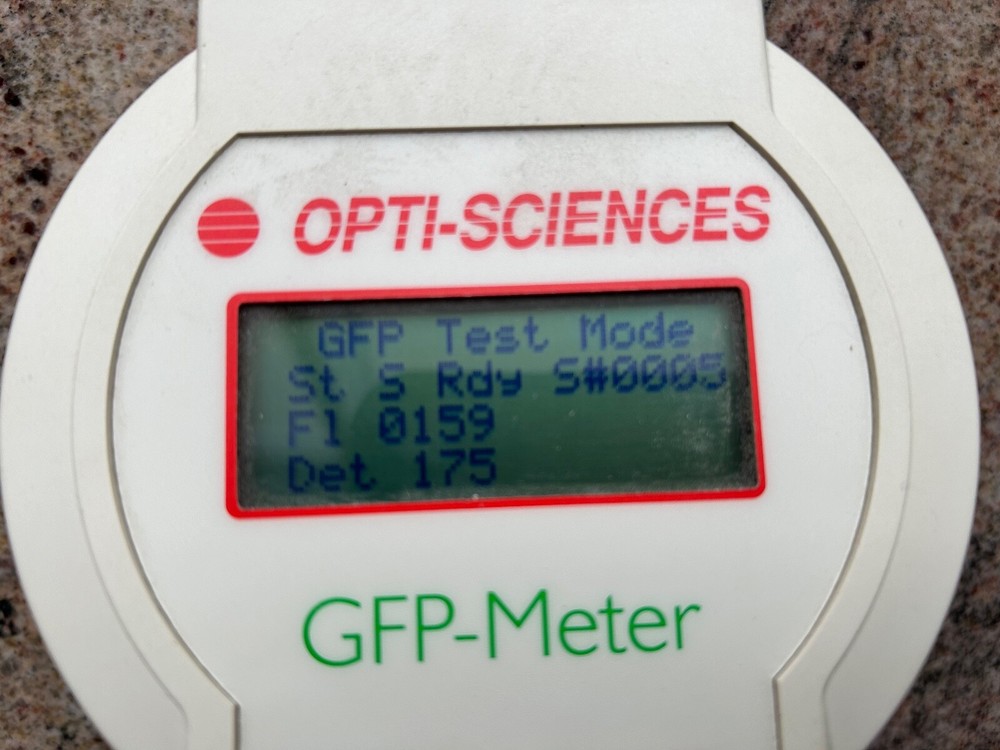 OPTI-SCIENCES
GFP Test Mode
St S Rdy S#0005
Fl 0159
Det 175
GFP-Meter